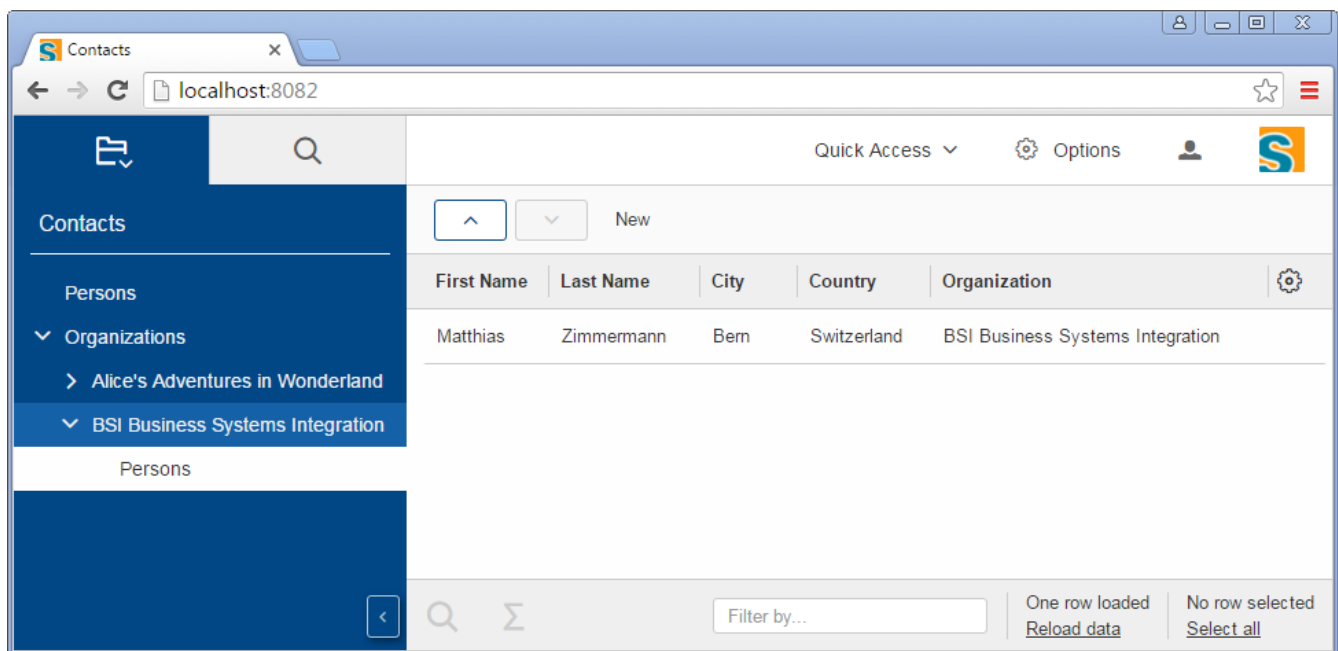 Contacts
localhost:8082
Quick Access
Options
Contacts
New
First Name Last Name City Country Organization
Persons
Organizations
Matthias Zimmermann Bern Switzerland BSI Business Systems Integration
Alice's Adventures in Wonderland
BSI Business Systems Integration
Persons
Filter by...
One row loaded
Reload data
No row selected
Select all